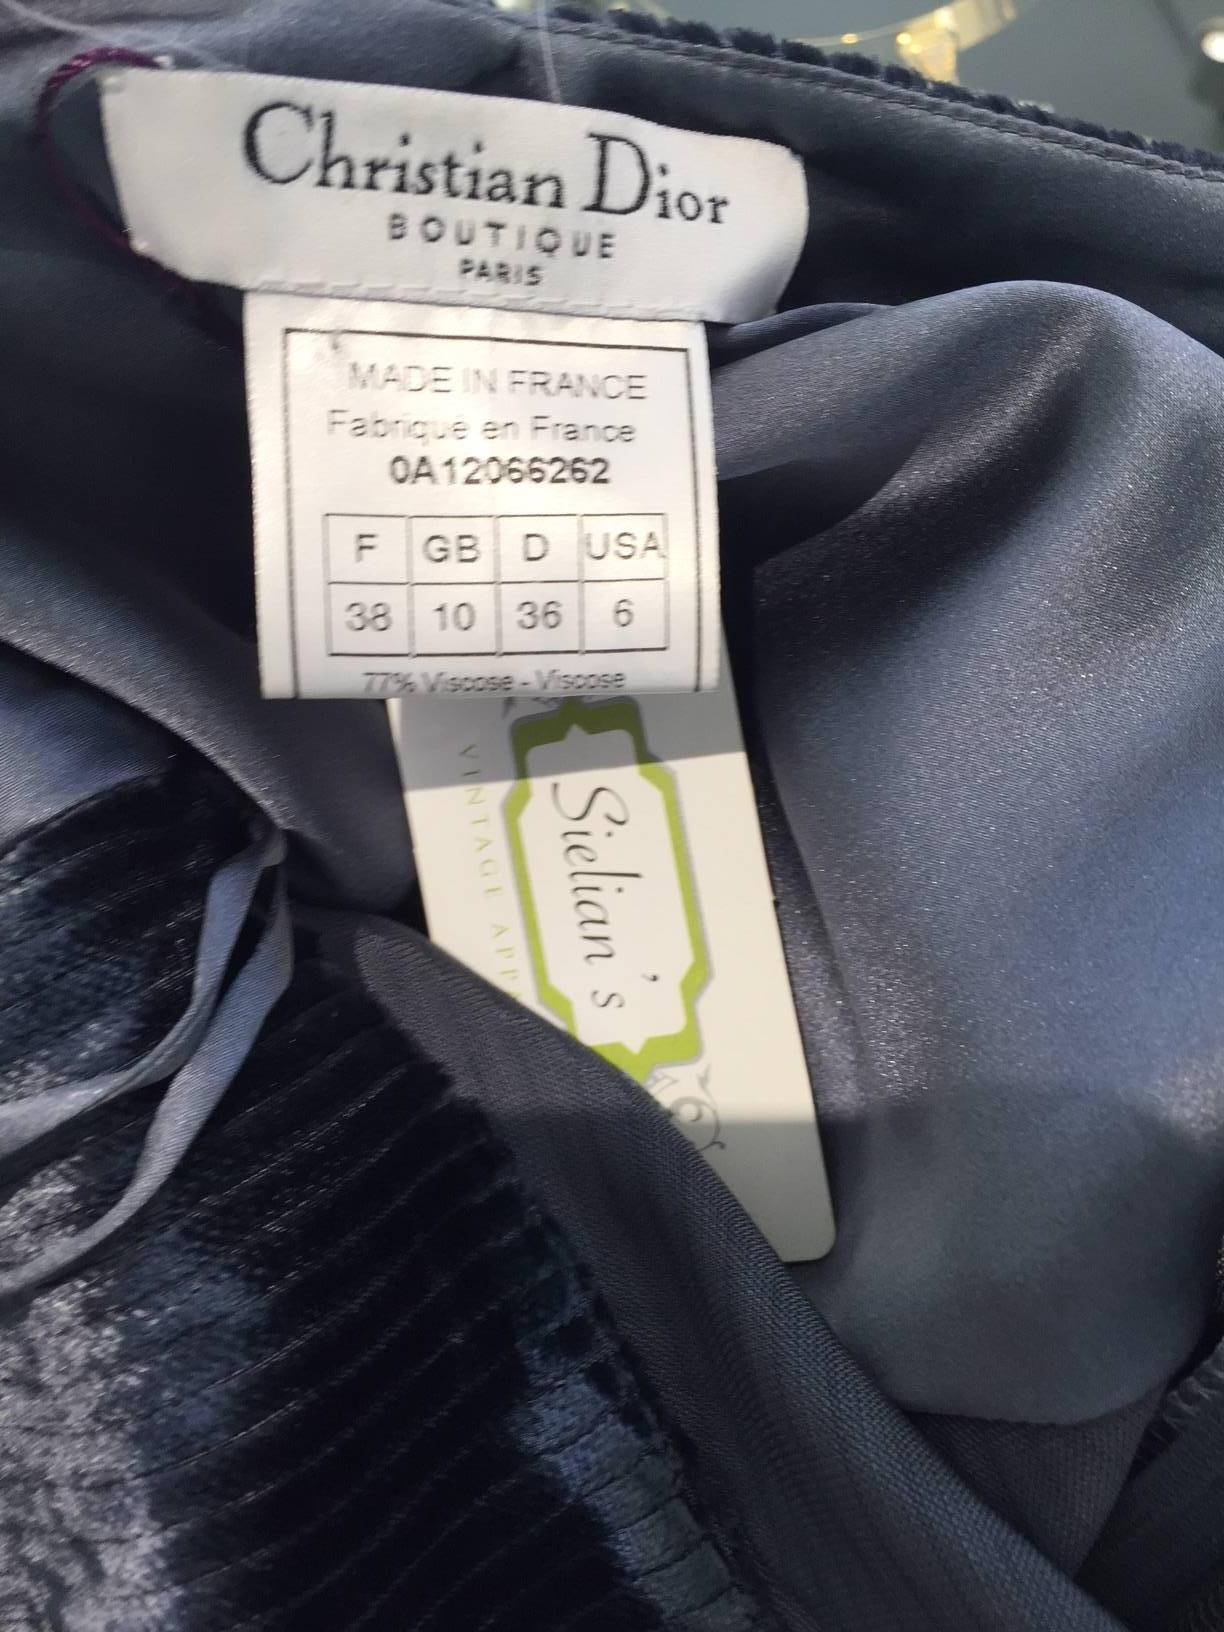 Christian Dior
BOUTIQUE
PARIS
MADE IN FRANCE
Fabriqué en France
0A12066262
F GB D USA
38 10 36 6
77% Viscose - Viscose
Sielian's
VINTAGE